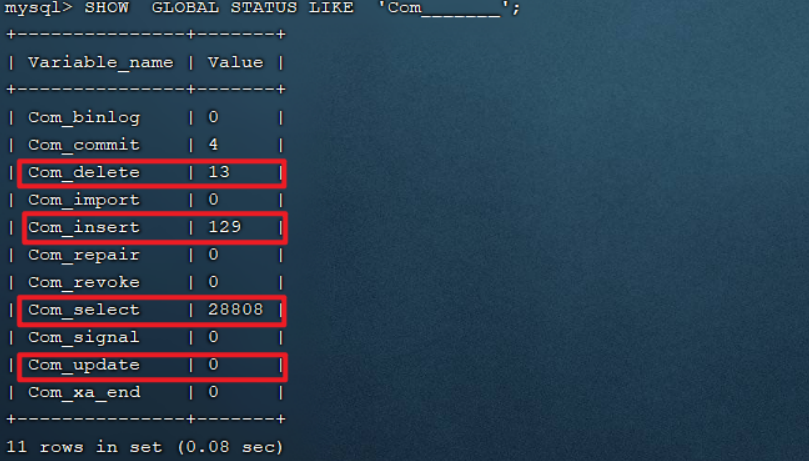 mysql> SHOW  GLOBAL STATUS LIKE  'Com_______';
+---------------+-------+
| Variable_name | Value |
+---------------+-------+
| Com_binlog    | 0     |
| Com_commit    | 4     |
| Com_delete    | 13    |
| Com_import    | 0     |
| Com_insert    | 129   |
| Com_repair    | 0     |
| Com_revoke    | 0     |
| Com_select    | 28808 |
| Com_signal    | 0     |
| Com_update    | 0     |
| Com_xa_end    | 0     |
+---------------+-------+
11 rows in set (0.08 sec)